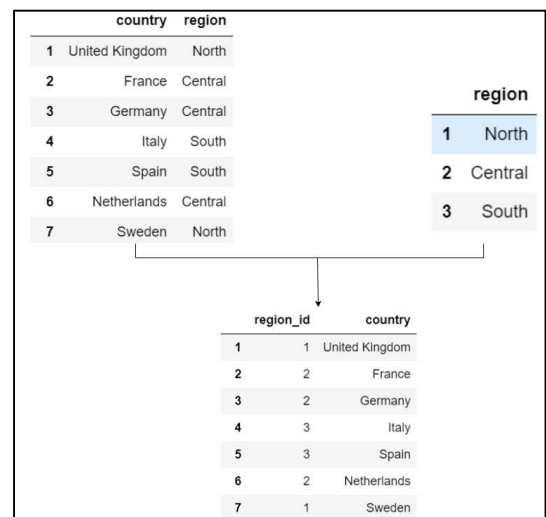 country region
1 United Kingdom North
2 France Central
3 Germany Central
4 Italy South
5 Spain South
6 Netherlands Central
7 Sweden North
region
1 North
2 Central
3 South
region_id country
1 1 United Kingdom
2 2 France
3 2 Germany
4 3 Italy
5 3 Spain
6 2 Netherlands
7 1 Sweden